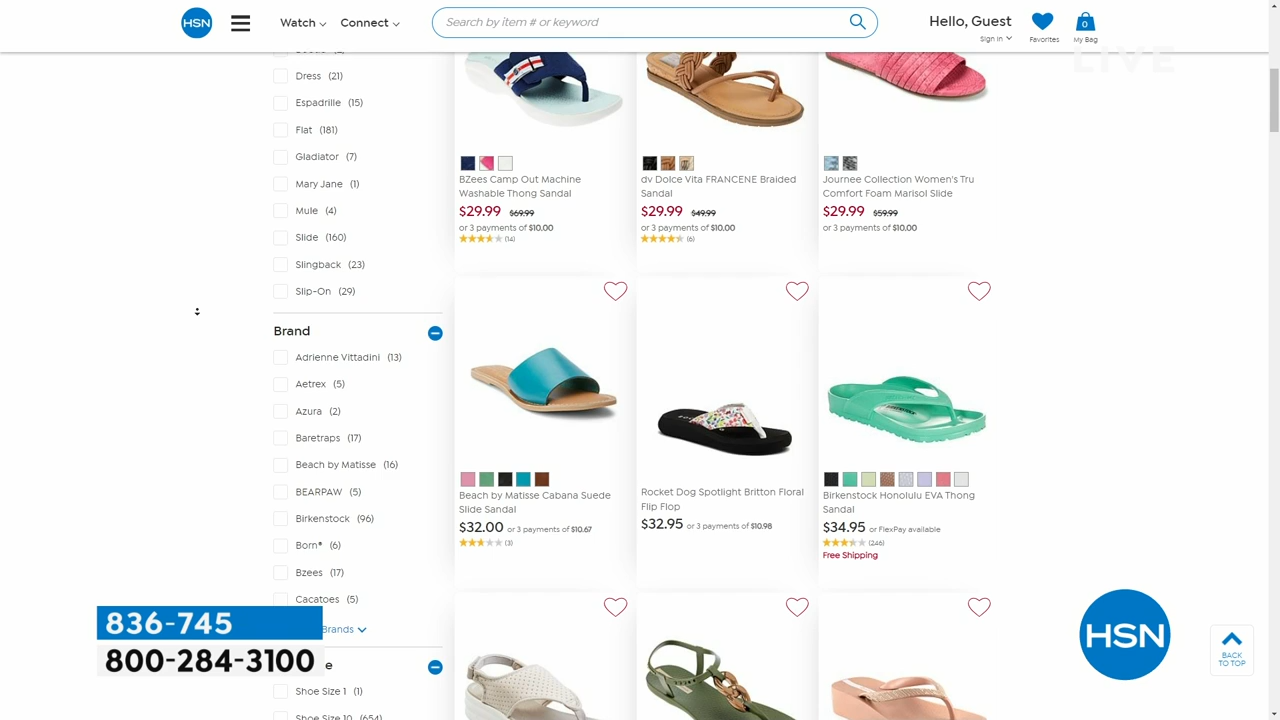 HSN
Watch
Connect
Search by item # or keyword
Hello, Guest
Sign In
Favorites
0
My Bag
LIVE
Dress (21)
Espadrille (15)
Flat (181)
Gladiator (7)
Mary Jane (1)
Mule (4)
Slide (160)
Slingback (23)
Slip-On (29)
Brand
Adrienne Vittadini (13)
Aetrex (5)
Azura (2)
Baretraps (17)
Beach by Matisse (16)
BEARPAW (5)
Birkenstock (96)
Born® (6)
Bzees (17)
Cacatoes (5)
Brands
Shoe Size 1 (1)
Shoe Size 10 (654)
BZees Camp Out Machine
Washable Thong Sandal
$29.99 $69.99
or 3 payments of $10.00
(14)
dv Dolce Vita FRANCENE Braided
Sandal
$29.99 $49.99
or 3 payments of $10.00
(6)
Journee Collection Women's Tru
Comfort Foam Marisol Slide
$29.99 $59.99
or 3 payments of $10.00
Beach by Matisse Cabana Suede
Slide Sandal
$32.00 or 3 payments of $10.67
(3)
Rocket Dog Spotlight Britton Floral
Flip Flop
$32.95 or 3 payments of $10.98
Birkenstock Honolulu EVA Thong
Sandal
$34.95 or FlexPay available
(246)
Free Shipping
836-745
800-284-3100
HSN
BACK
TO TOP